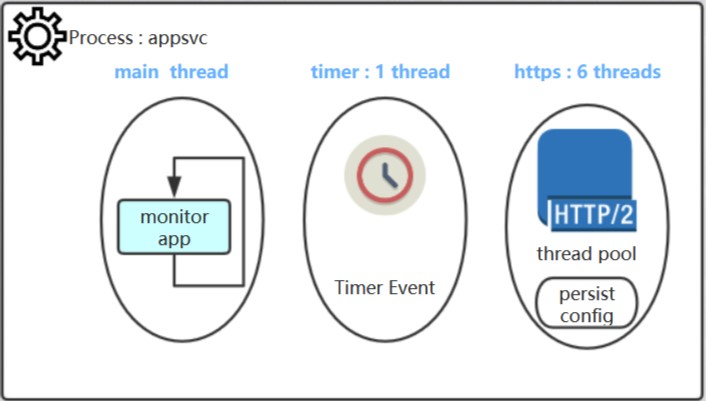 Process : appsvc
main thread
timer : 1 thread
https : 6 threads
monitor
app
Timer Event
HTTP/2
thread pool
persist
config